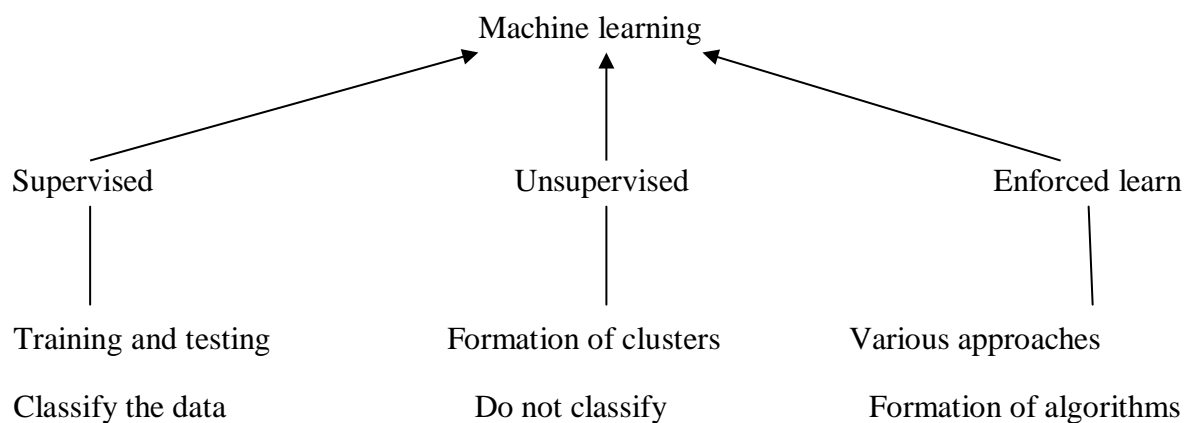 Machine learning
Supervised
Unsupervised
Enforced learn
Training and testing
Formation of clusters
Various approaches
Classify the data
Do not classify
Formation of algorithms